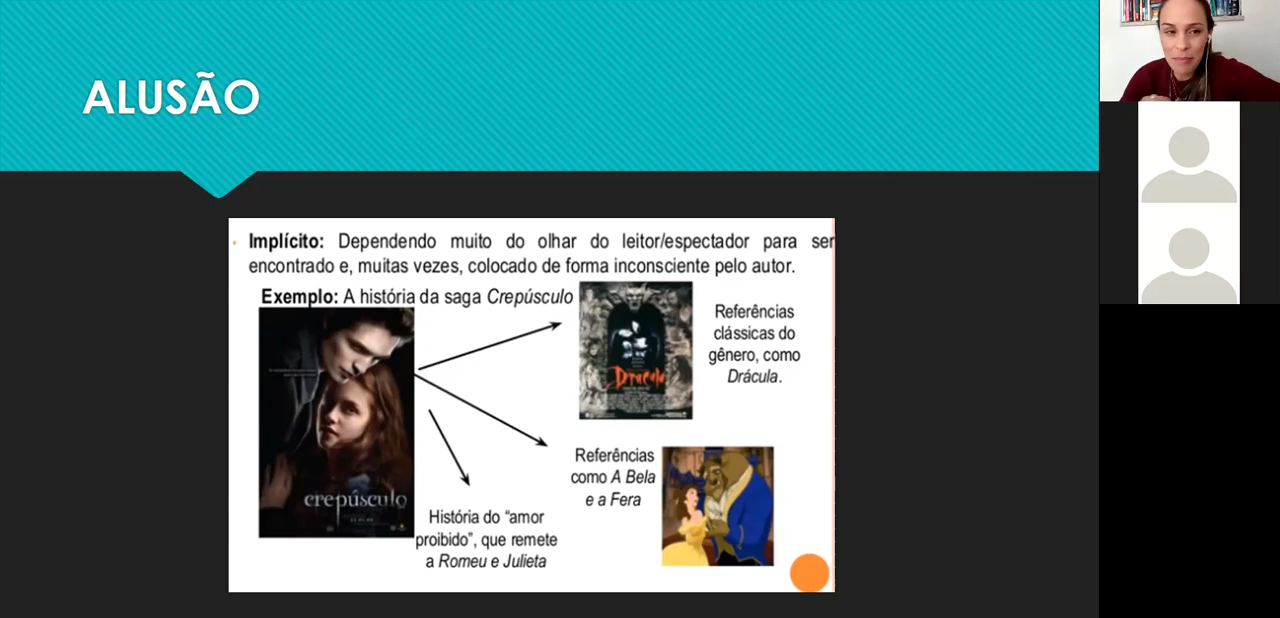 ALUSÃO
Implícito: Dependendo muito do olhar do leitor/espectador para ser
encontrado e, muitas vezes, colocado de forma inconsciente pelo autor.
Exemplo: A história da saga Crepúsculo
Referências
clássicas do
gênero, como
Drácula.
Dracula
crepúsculo
Referências
como A Bela
e a Fera
História do “amor
proibido”, que remete
a Romeu e Julieta